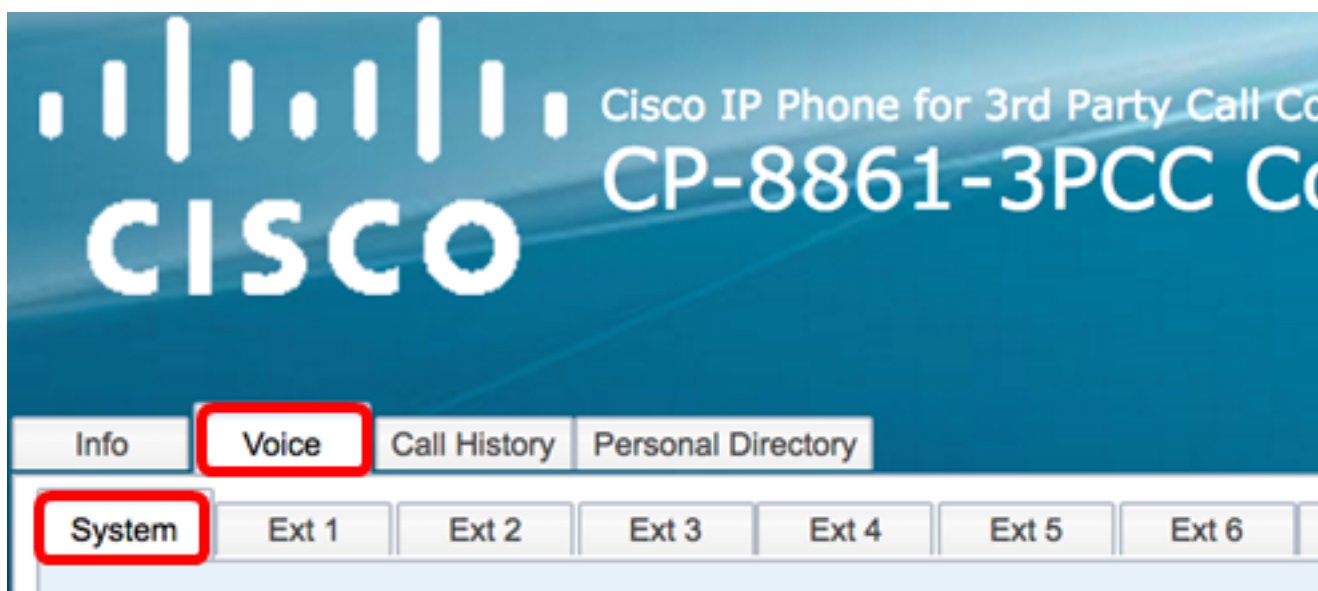 Cisco IP Phone for 3rd Party Call Co
CP-8861-3PCC Co
CISCO
Info Voice Call History Personal Directory
System Ext 1 Ext 2 Ext 3 Ext 4 Ext 5 Ext 6